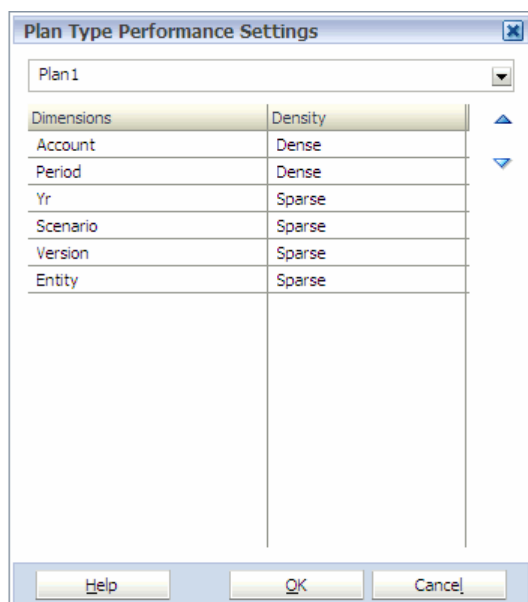 Plan Type Performance Settings
Plan1
Dimensions Density
Account Dense
Period Dense
Yr Sparse
Scenario Sparse
Version Sparse
Entity Sparse
Help OK Cancel